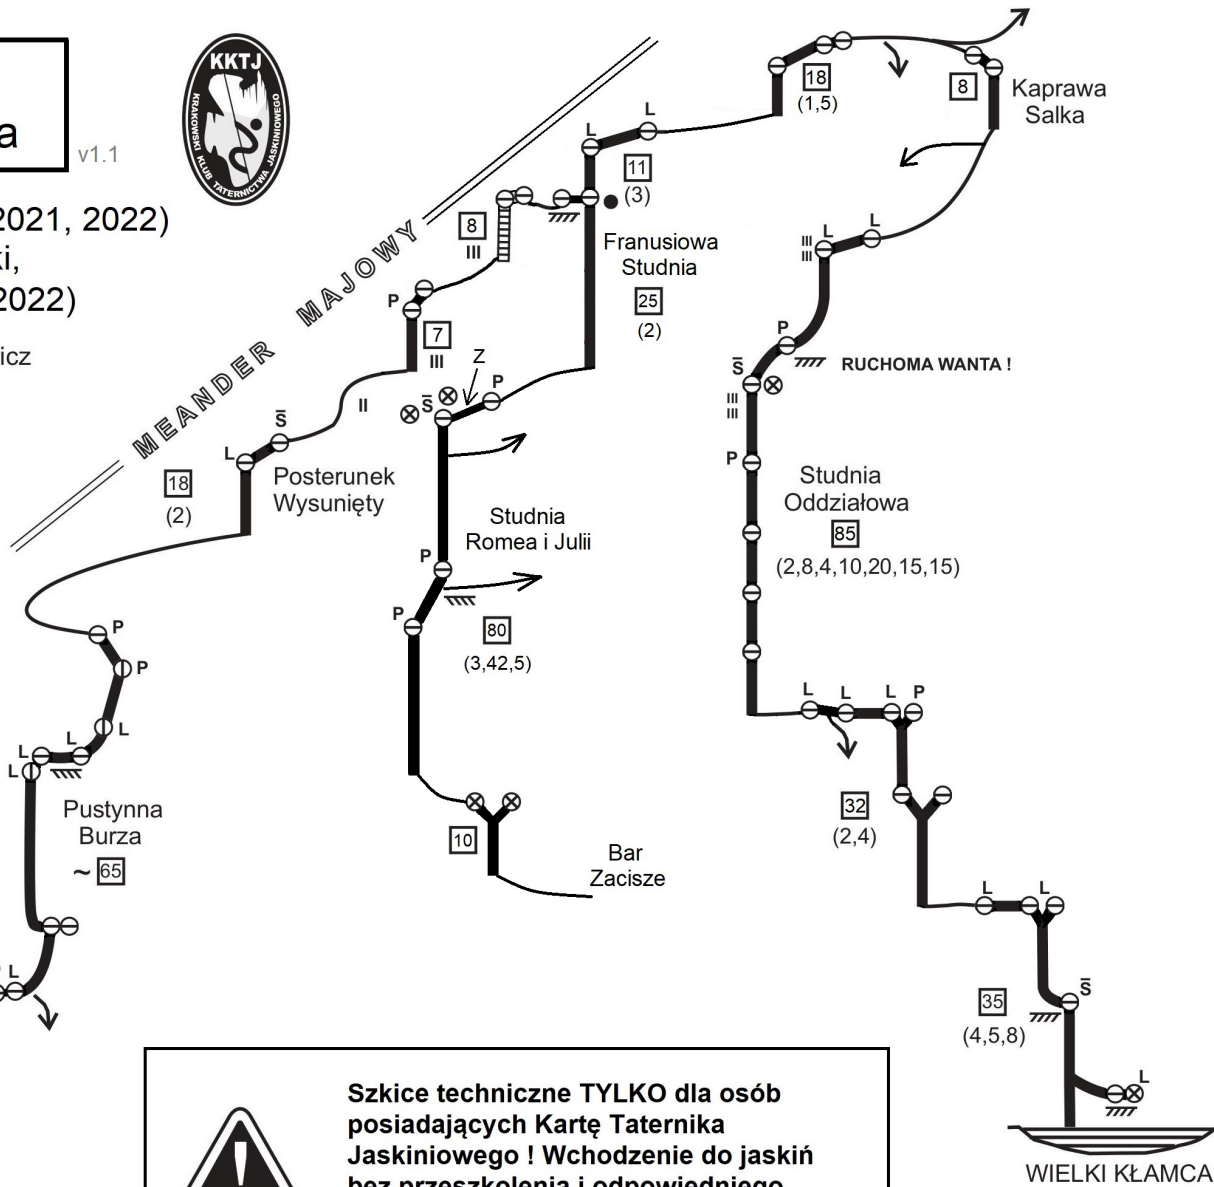 a
v1.1
2021, 2022)
ki,
2022)
icz
KKTJ
KRAKOWSKI KLUB TATERNICTWA JASKINIOWEGO
MEANDER MAJOWY
18
(1,5)
8
Kaprawa
Salka
L
L
11
(3)
8
III
Franusiowa
Studnia
25
(2)
P
7
III
II
Z
P
S̄
S̄
L
18
(2)
Posterunek
Wysunięty
L
L
III
III
P
RUCHOMA WANTA !
S̄
III
III
P
Studnia
Oddziałowa
85
(2,8,4,10,20,15,15)
Studnia
Romea i Julii
P
P
80
(3,42,5)
P
P
L
L
L
L
Pustynna
Burza
~ 65
L
10
Bar
Zacisze
L
L
L
P
32
(2,4)
L
L
S̄
35
(4,5,8)
L
WIELKI KŁAMCA
Szkice techniczne TYLKO dla osób
posiadających Kartę Taternika
Jaskiniowego ! Wchodzenie do jaskiń
bez przeszkolenia i odpowiedniego